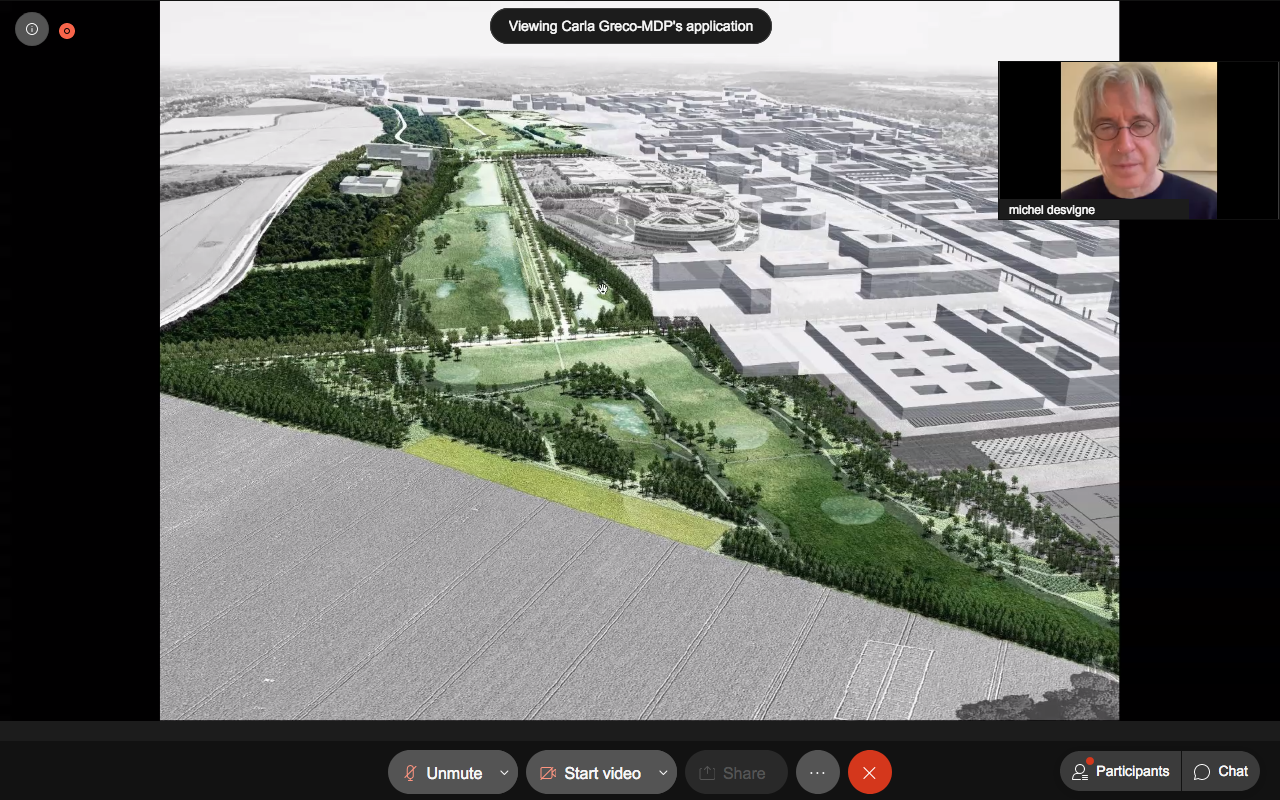 Viewing Carla Greco-MDP's application
michel desvigne
Unmute
Start video
Share
Participants
Chat